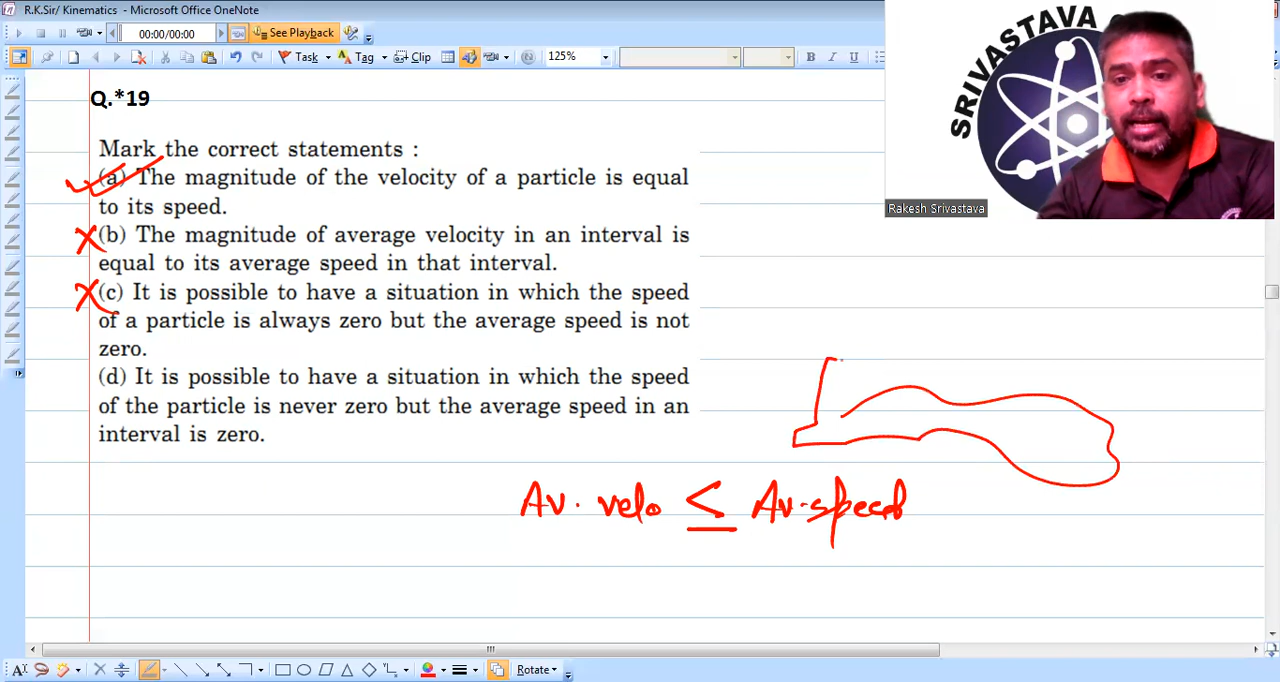 R.K.Sir/ Kinematics - Microsoft Office OneNote
00:00/00:00
See Playback
Task
Tag
Clip
125%
B I U
SRIVASTAVA
Rakesh Srivastava
Q.*19
Mark the correct statements :
(a) The magnitude of the velocity of a particle is equal
to its speed.
(b) The magnitude of average velocity in an interval is
equal to its average speed in that interval.
(c) It is possible to have a situation in which the speed
of a particle is always zero but the average speed is not
zero.
(d) It is possible to have a situation in which the speed
of the particle is never zero but the average speed in an
interval is zero.
Av. velo ≤ Av. speed
Rotate